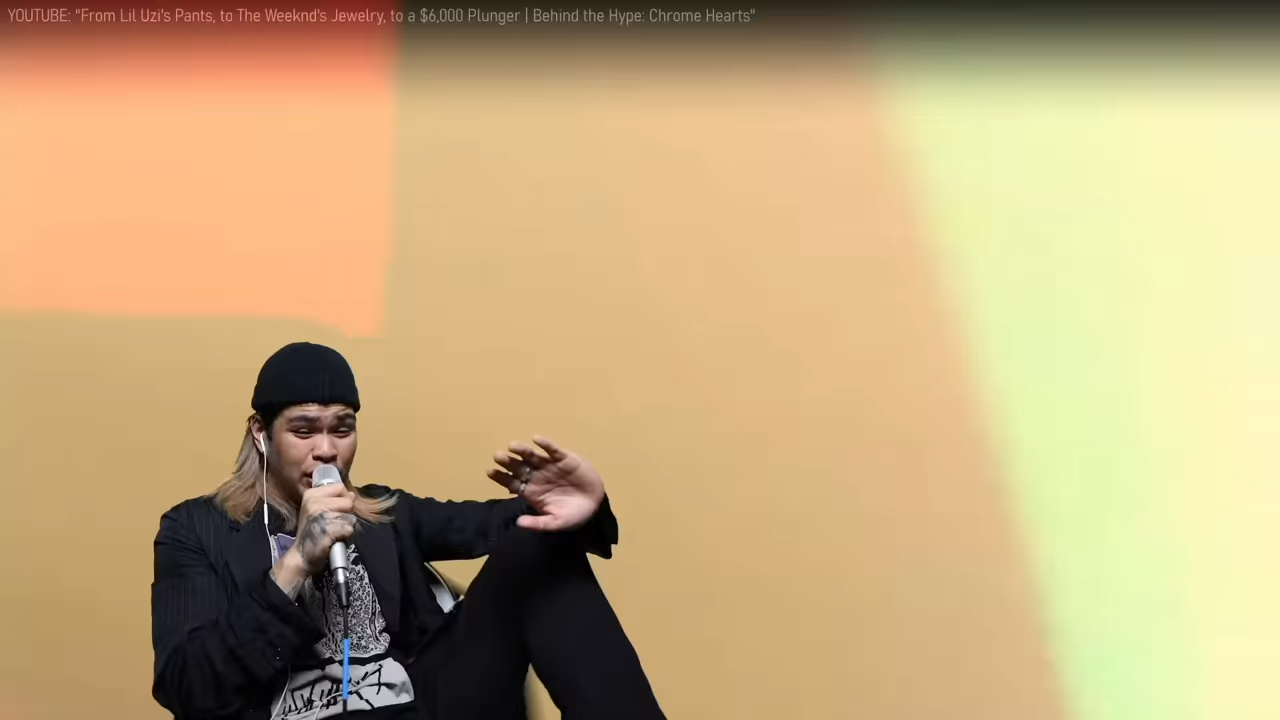 YOUTUBE: "From Lil Uzi's Pants, to The Weeknd's Jewelry, to a $6,000 Plunger | Behind the Hype: Chrome Hearts"